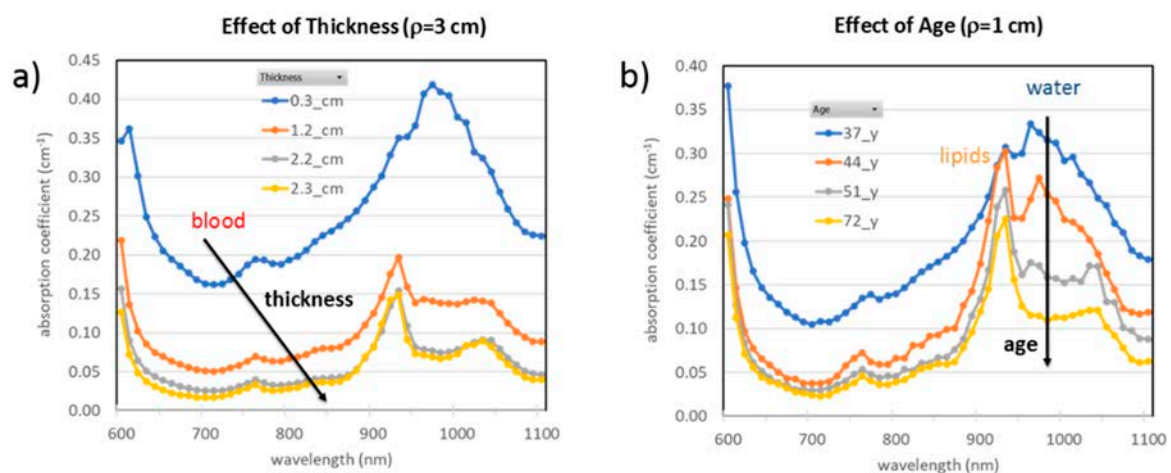 Effect of Thickness (ρ=3 cm)
a)
absorption coefficient (cm⁻¹)
0.45
0.40
0.35
0.30
0.25
0.20
0.15
0.10
0.05
0.00
Thickness
0.3_cm
1.2_cm
2.2_cm
2.3_cm
blood
thickness
600 700 800 900 1000 1100
wavelength (nm)
Effect of Age (ρ=1 cm)
b)
absorption coefficient (cm⁻¹)
0.40
0.35
0.30
0.25
0.20
0.15
0.10
0.05
0.00
Age
37_y
44_y
51_y
72_y
water
lipids
age
600 700 800 900 1000 1100
wavelength (nm)